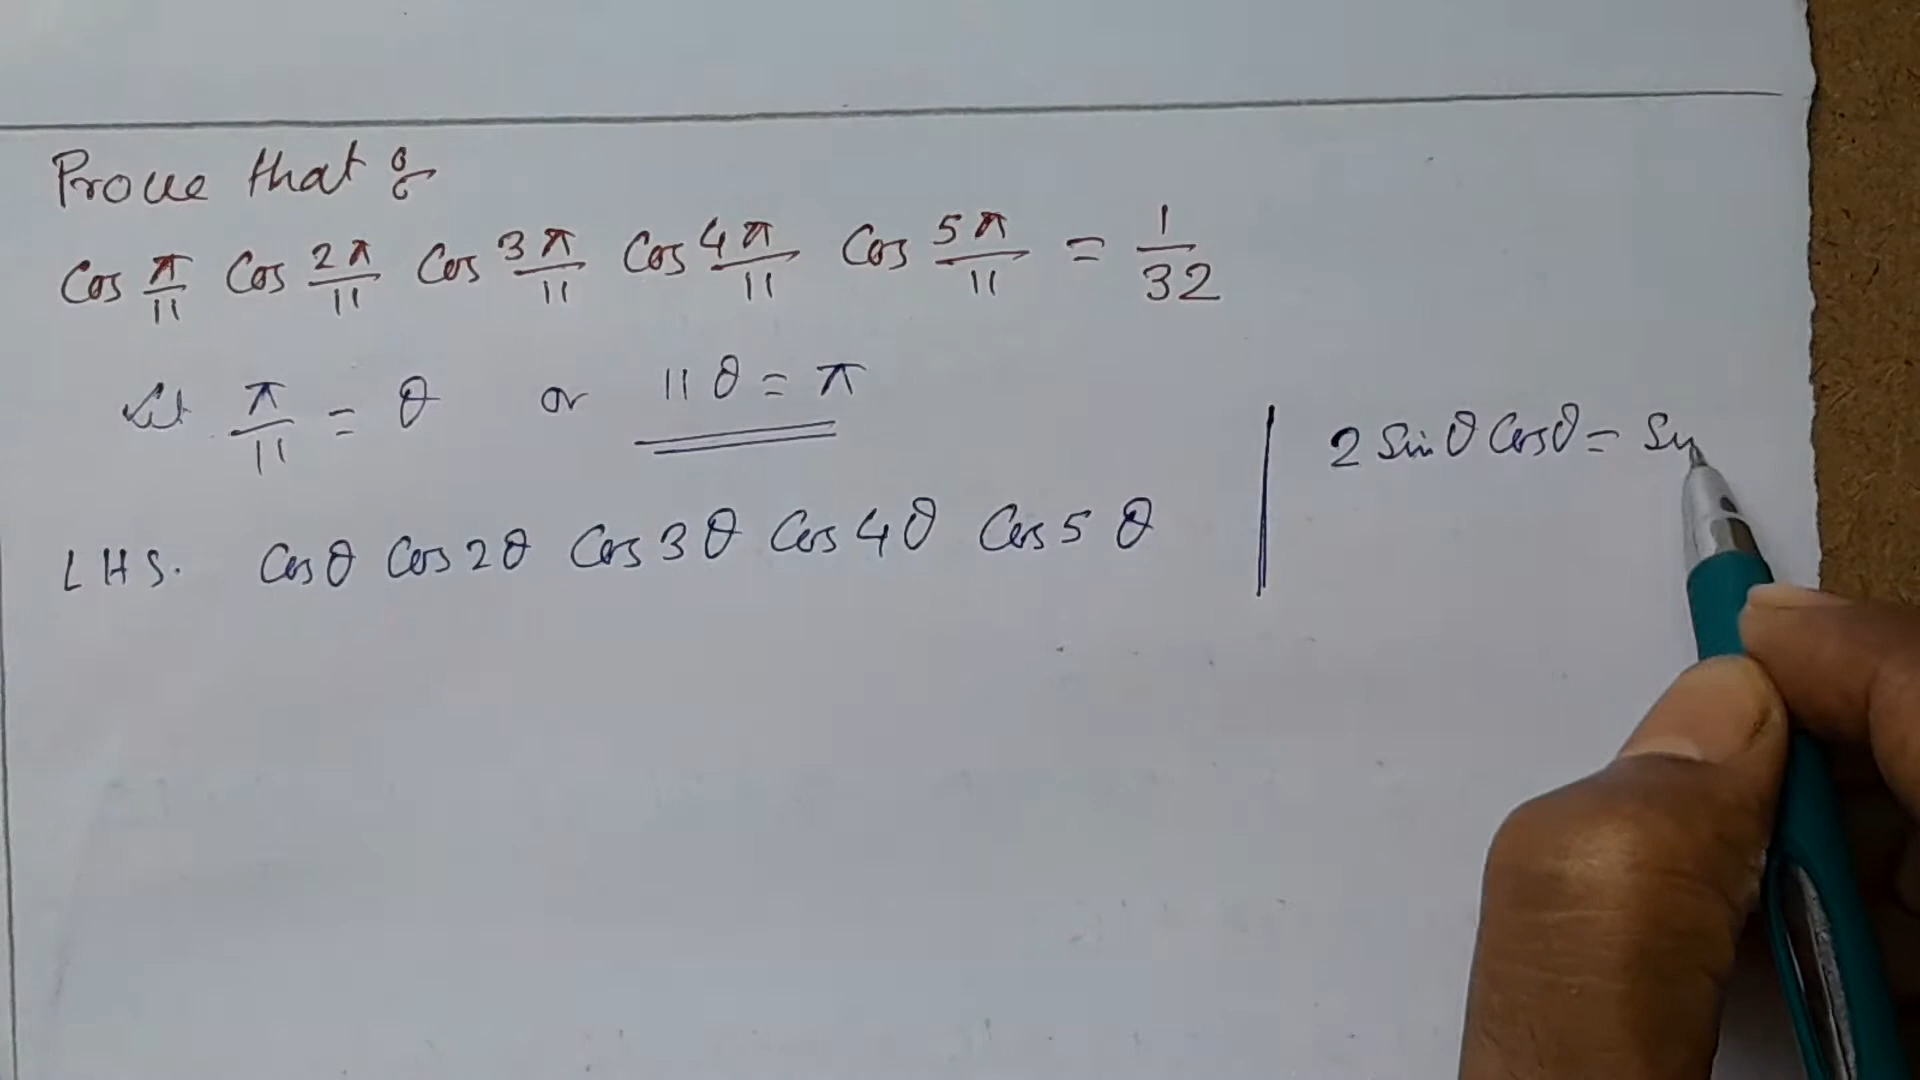 Prove that :-
Cos π/11 Cos 2π/11 Cos 3π/11 Cos 4π/11 Cos 5π/11 = 1/32
Let π/11 = θ or 11θ = π
2 Sin θ Cos θ = Sin
LHS. Cos θ Cos 2θ Cos 3θ Cos 4θ Cos 5θ